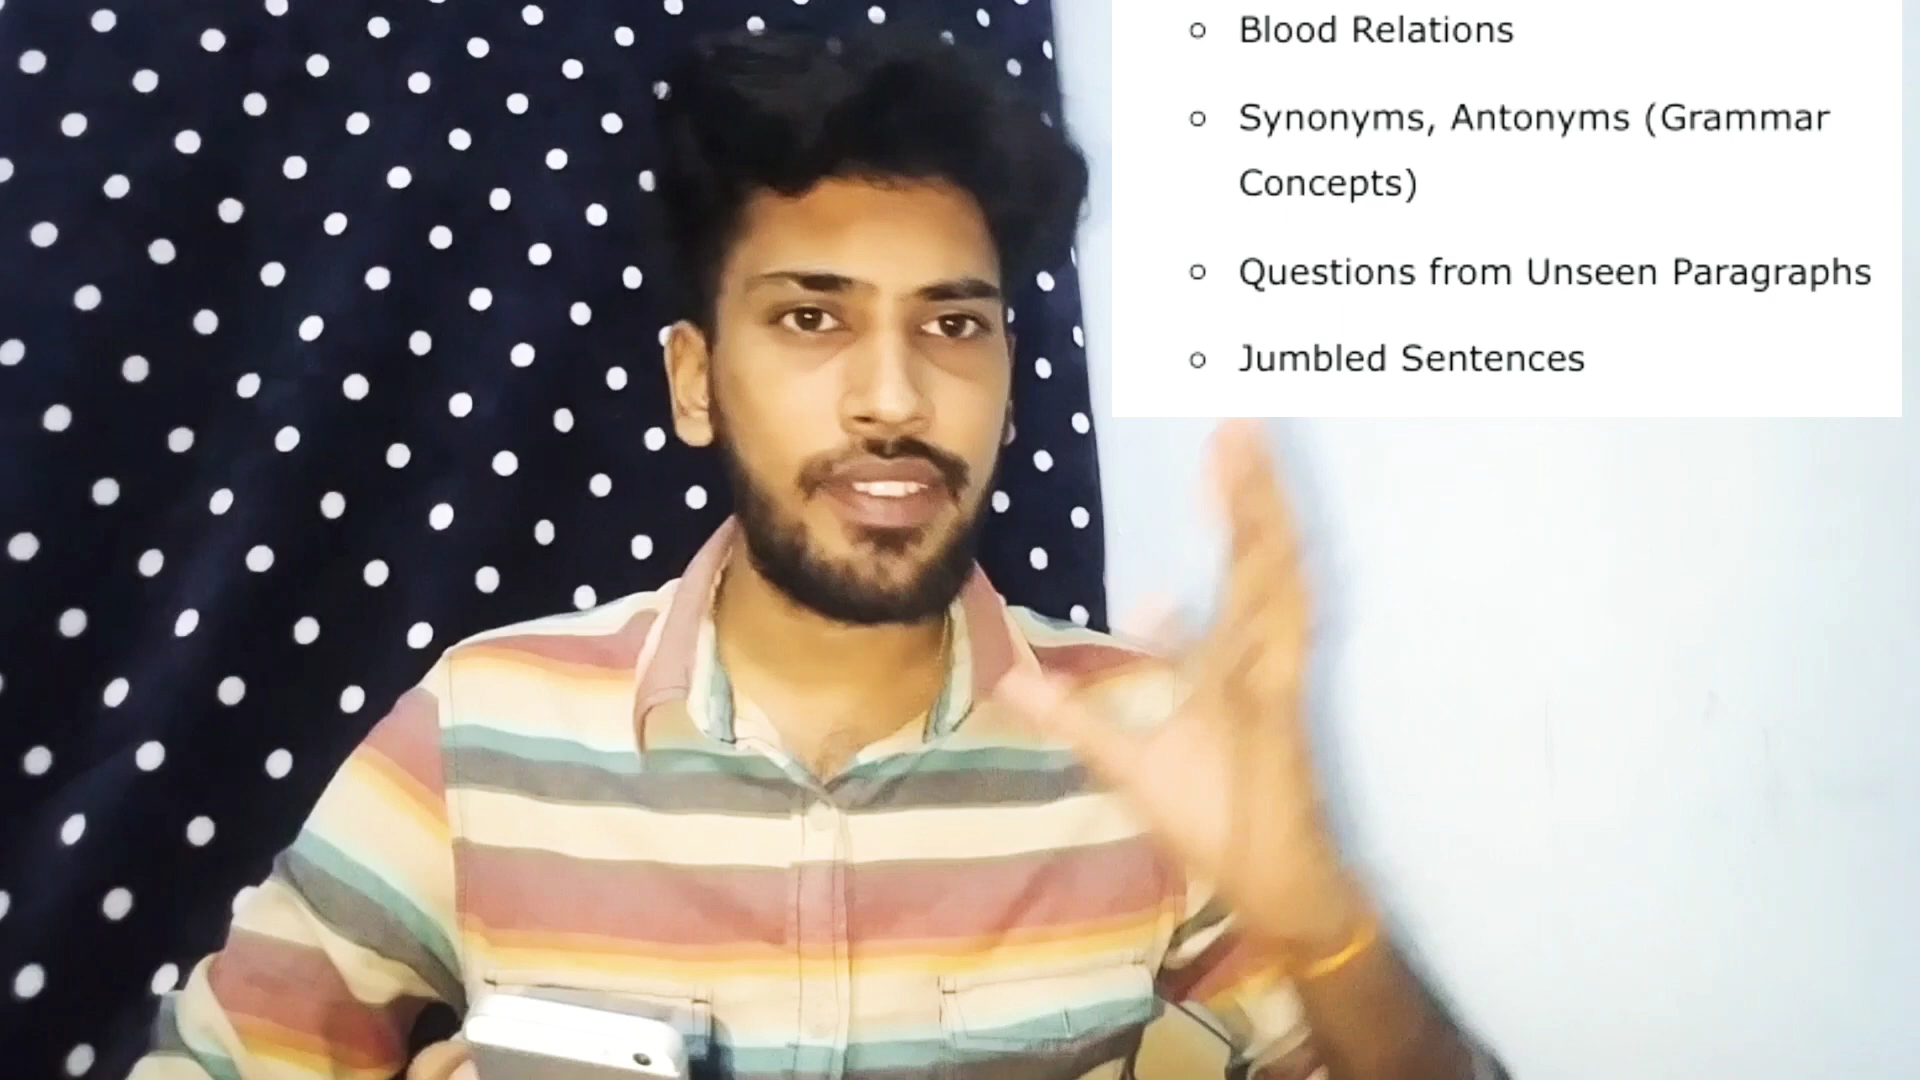 Blood Relations
Synonyms, Antonyms (Grammar
Concepts)
Questions from Unseen Paragraphs
Jumbled Sentences